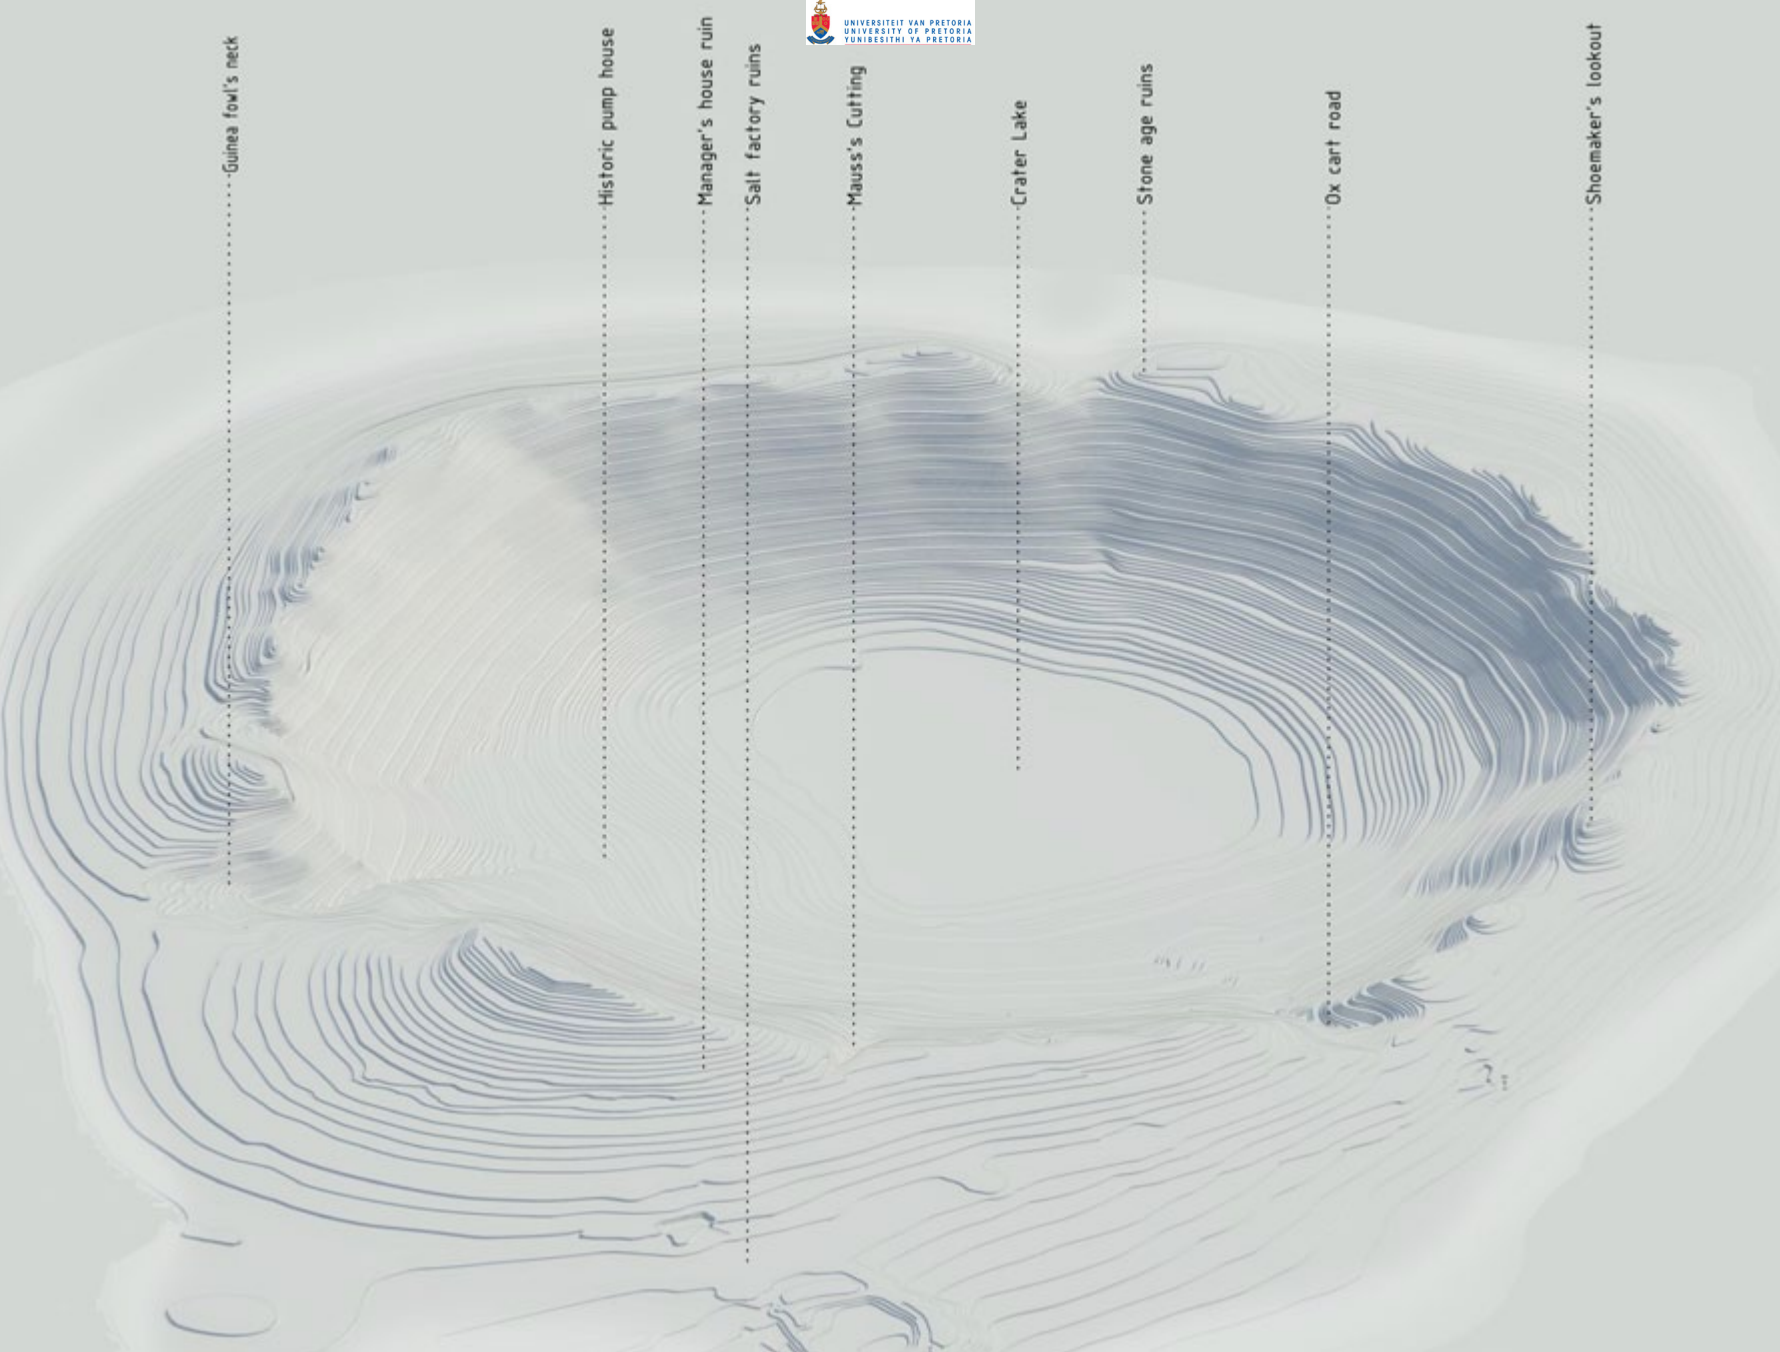 UNIVERSITEIT VAN PRETORIA
UNIVERSITY OF PRETORIA
YUNIBESITHI YA PRETORIA
Guinea fowl's neck
Historic pump house
Manager's house ruin
Salt factory ruins
Mauss's Cutting
Crater Lake
Stone age ruins
Ox cart road
Shoemaker's lookout